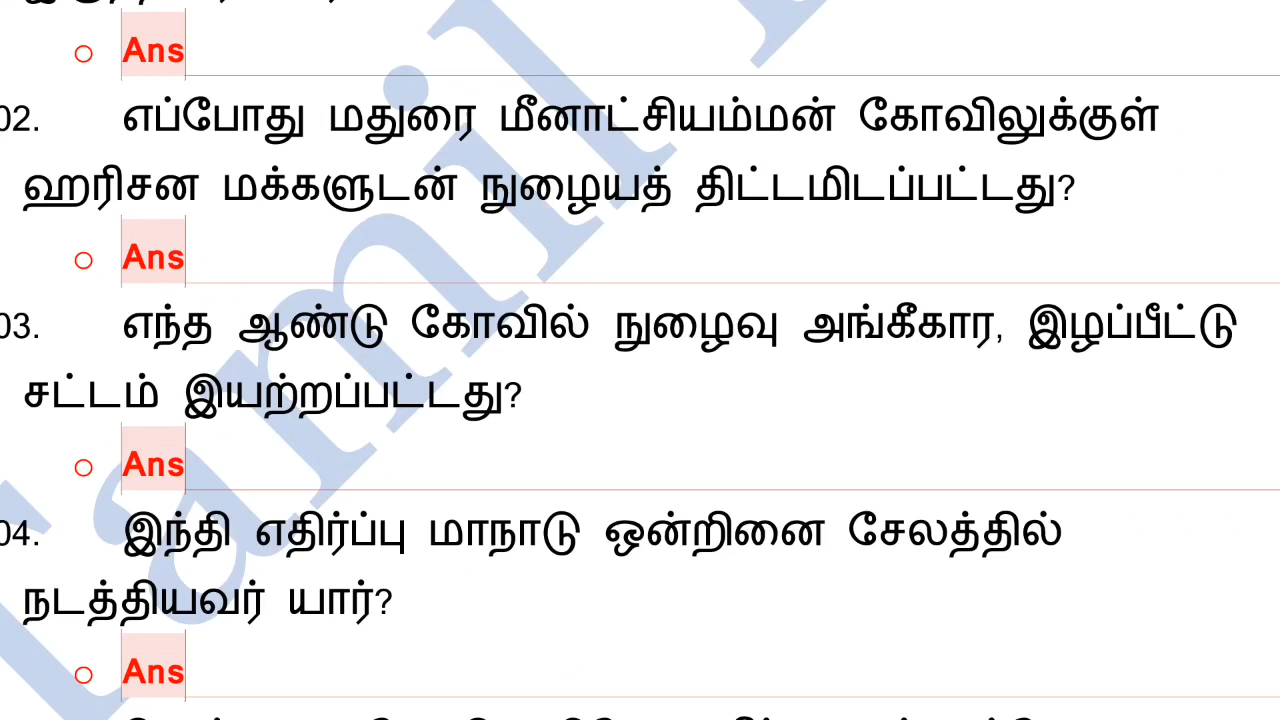 Ans
02. எப்போது மதுரை மீனாட்சியம்மன் கோவிலுக்குள்
ஹரிசன மக்களுடன் நுழையத் திட்டமிடப்பட்டது?
Ans
03. எந்த ஆண்டு கோவில் நுழைவு அங்கீகார, இழப்பீட்டு
சட்டம் இயற்றப்பட்டது?
Ans
04. இந்தி எதிர்ப்பு மாநாடு ஒன்றினை சேலத்தில்
நடத்தியவர் யார்?
Ans
Tamil